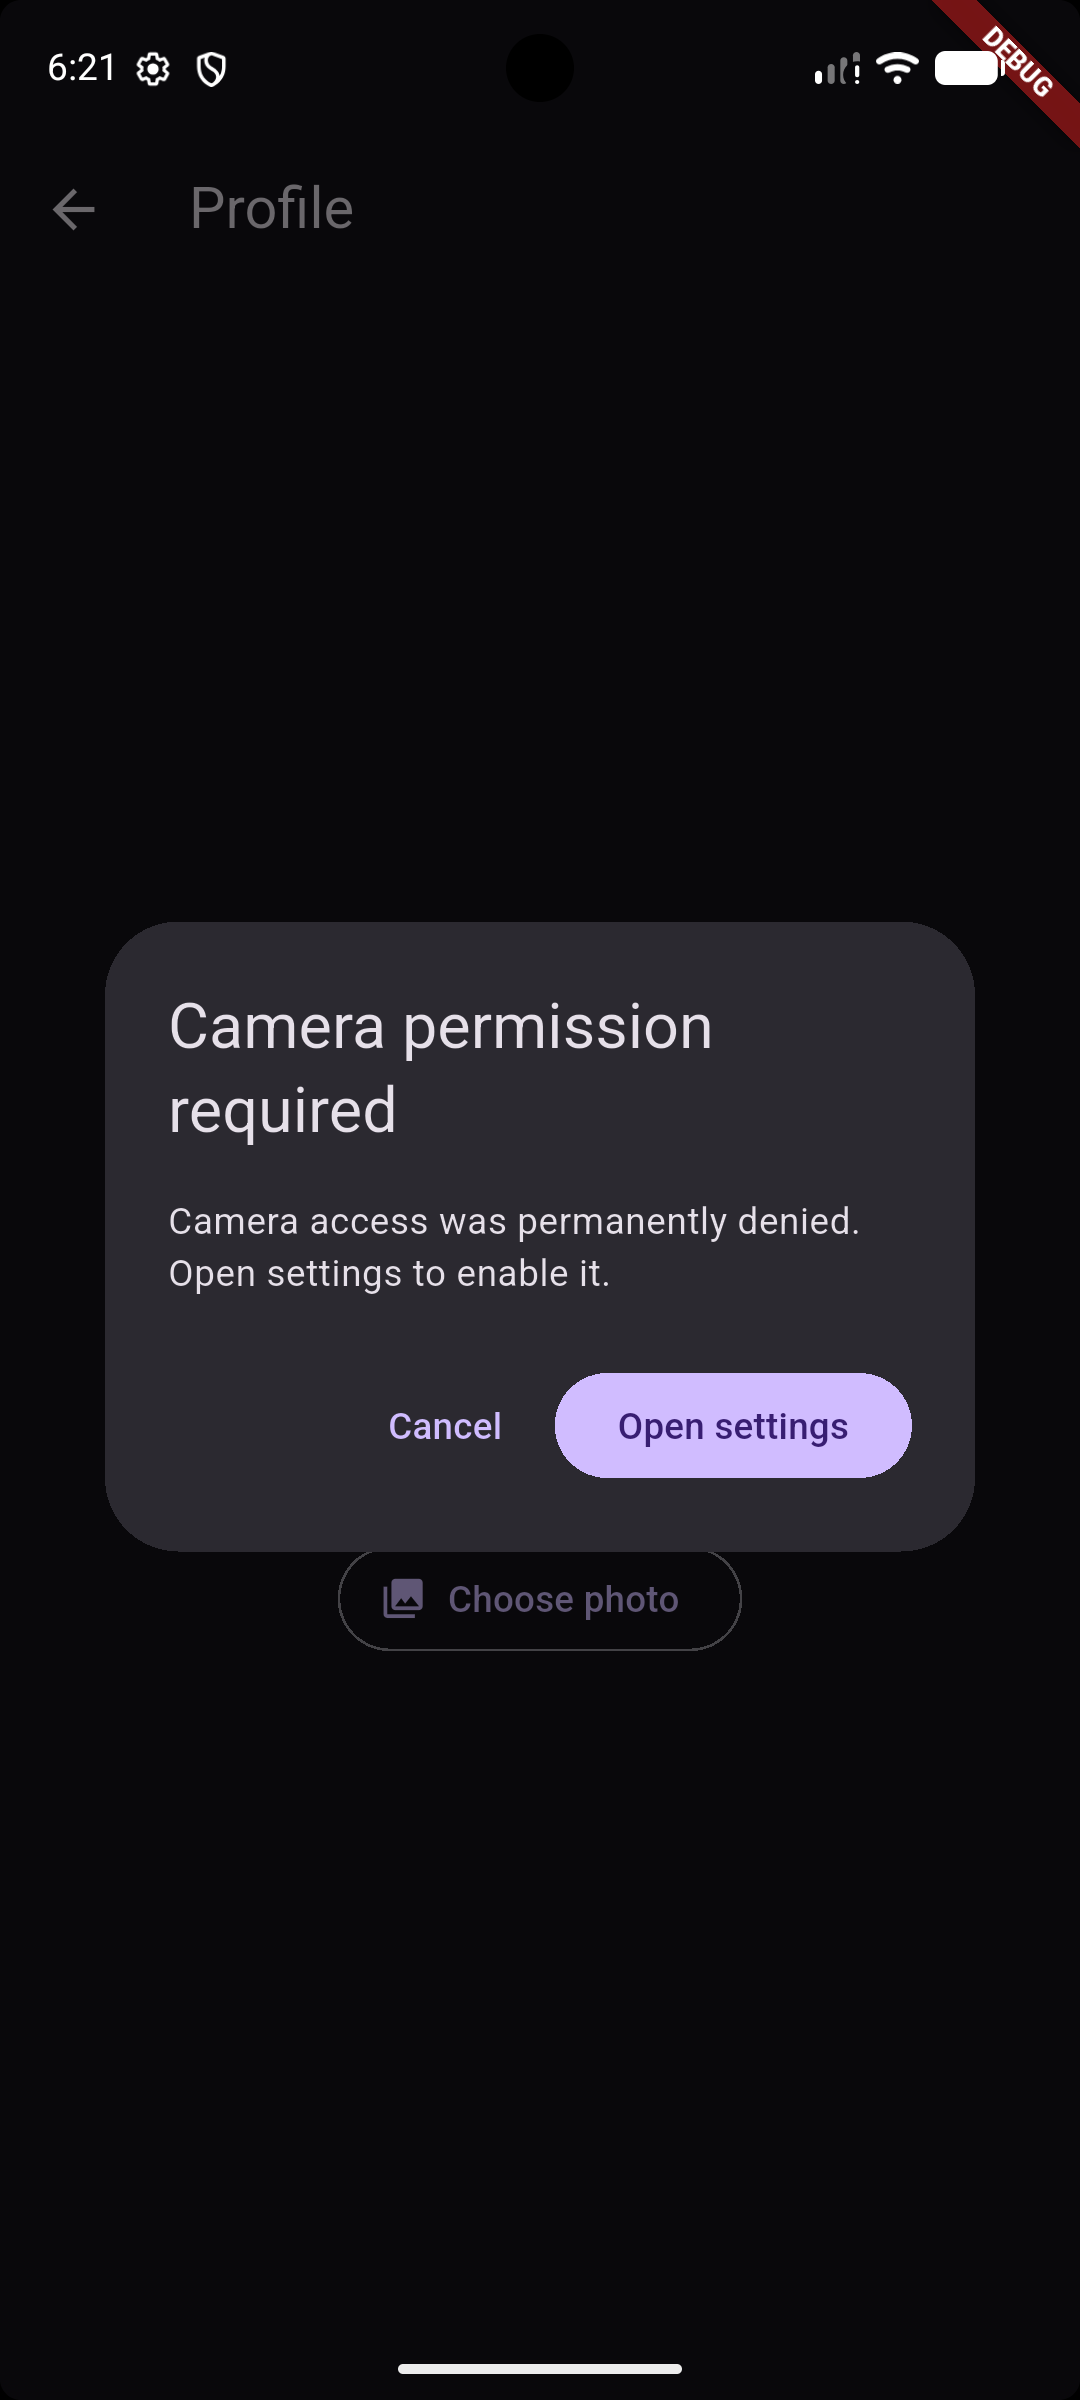 6:21
DEBUG
Profile
Camera permission
required
Camera access was permanently denied.
Open settings to enable it.
Cancel
Open settings
Choose photo